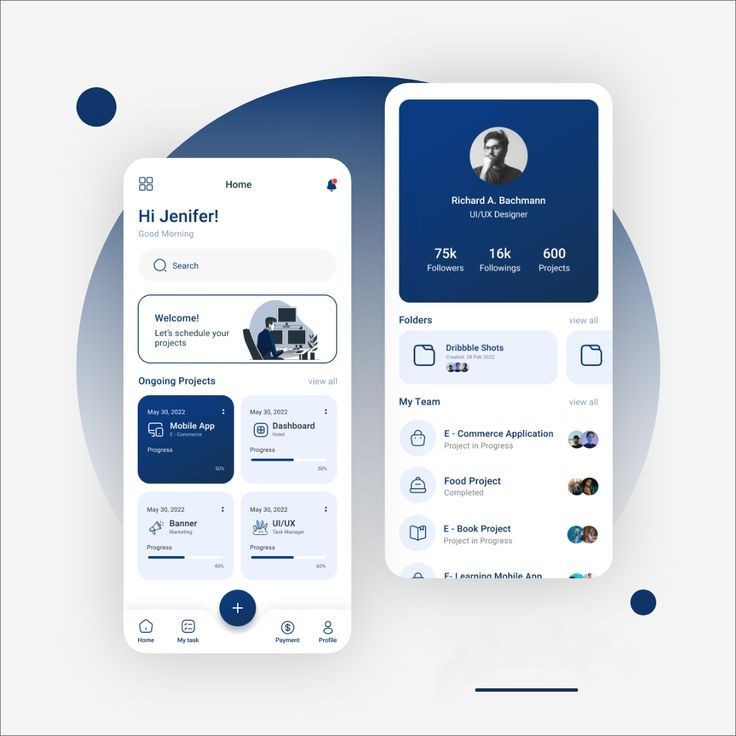 Home
Hi Jenifer!
Good Morning
Search
Welcome!
Let's schedule your
projects
Ongoing Projects view all
May 30, 2022
Mobile App
E - Commerce
Progress
50%
May 30, 2022
Dashboard
Hotel
Progress
50%
May 30, 2022
Banner
Marketing
Progress
40%
May 30, 2022
UI/UX
Task Manager
Progress
60%
Home My task + Payment Profile
Richard A. Bachmann
UI/UX Designer
75k 16k 600
Followers Followings Projects
Folders view all
Dribbble Shots
Created: 28 Feb 2022
My Team view all
E - Commerce Application
Project in Progress
Food Project
Completed
E - Book Project
Project in Progress
E- Learning Mobile App